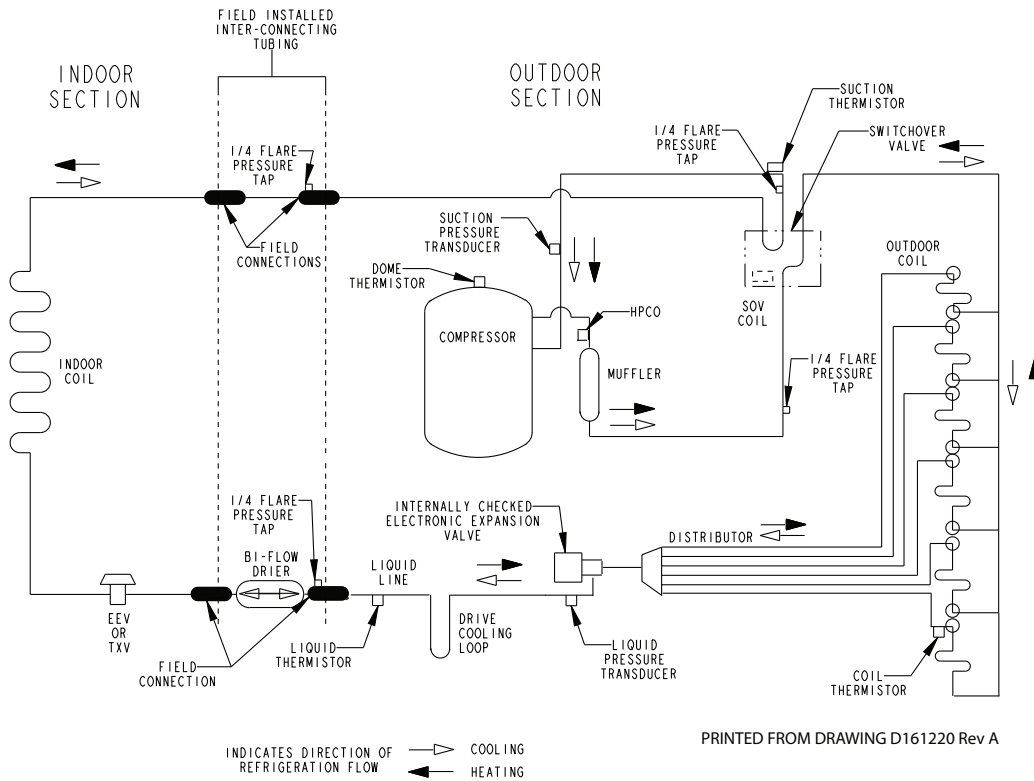 FIELD INSTALLED
INTER-CONNECTING
TUBING
INDOOR
SECTION
OUTDOOR
SECTION
SUCTION
THERMISTOR
1/4 FLARE
PRESSURE
TAP
SWITCHOVER
VALVE
1/4 FLARE
PRESSURE
TAP
SUCTION
PRESSURE
TRANSDUCER
FIELD
CONNECTIONS
DOME
THERMISTOR
OUTDOOR
COIL
SOV
COIL
HPCO
COMPRESSOR
INDOOR
COIL
MUFFLER
1/4 FLARE
PRESSURE
TAP
1/4 FLARE
PRESSURE
TAP
INTERNALLY CHECKED
ELECTRONIC EXPANSION
VALVE
BI-FLOW
DRIER
LIQUID
LINE
DISTRIBUTOR
EEV
OR
TXV
DRIVE
COOLING
LOOP
LIQUID
THERMISTOR
LIQUID
PRESSURE
TRANSDUCER
FIELD
CONNECTION
COIL
THERMISTOR
PRINTED FROM DRAWING D161220 Rev A
INDICATES DIRECTION OF
REFRIGERATION FLOW
COOLING
HEATING